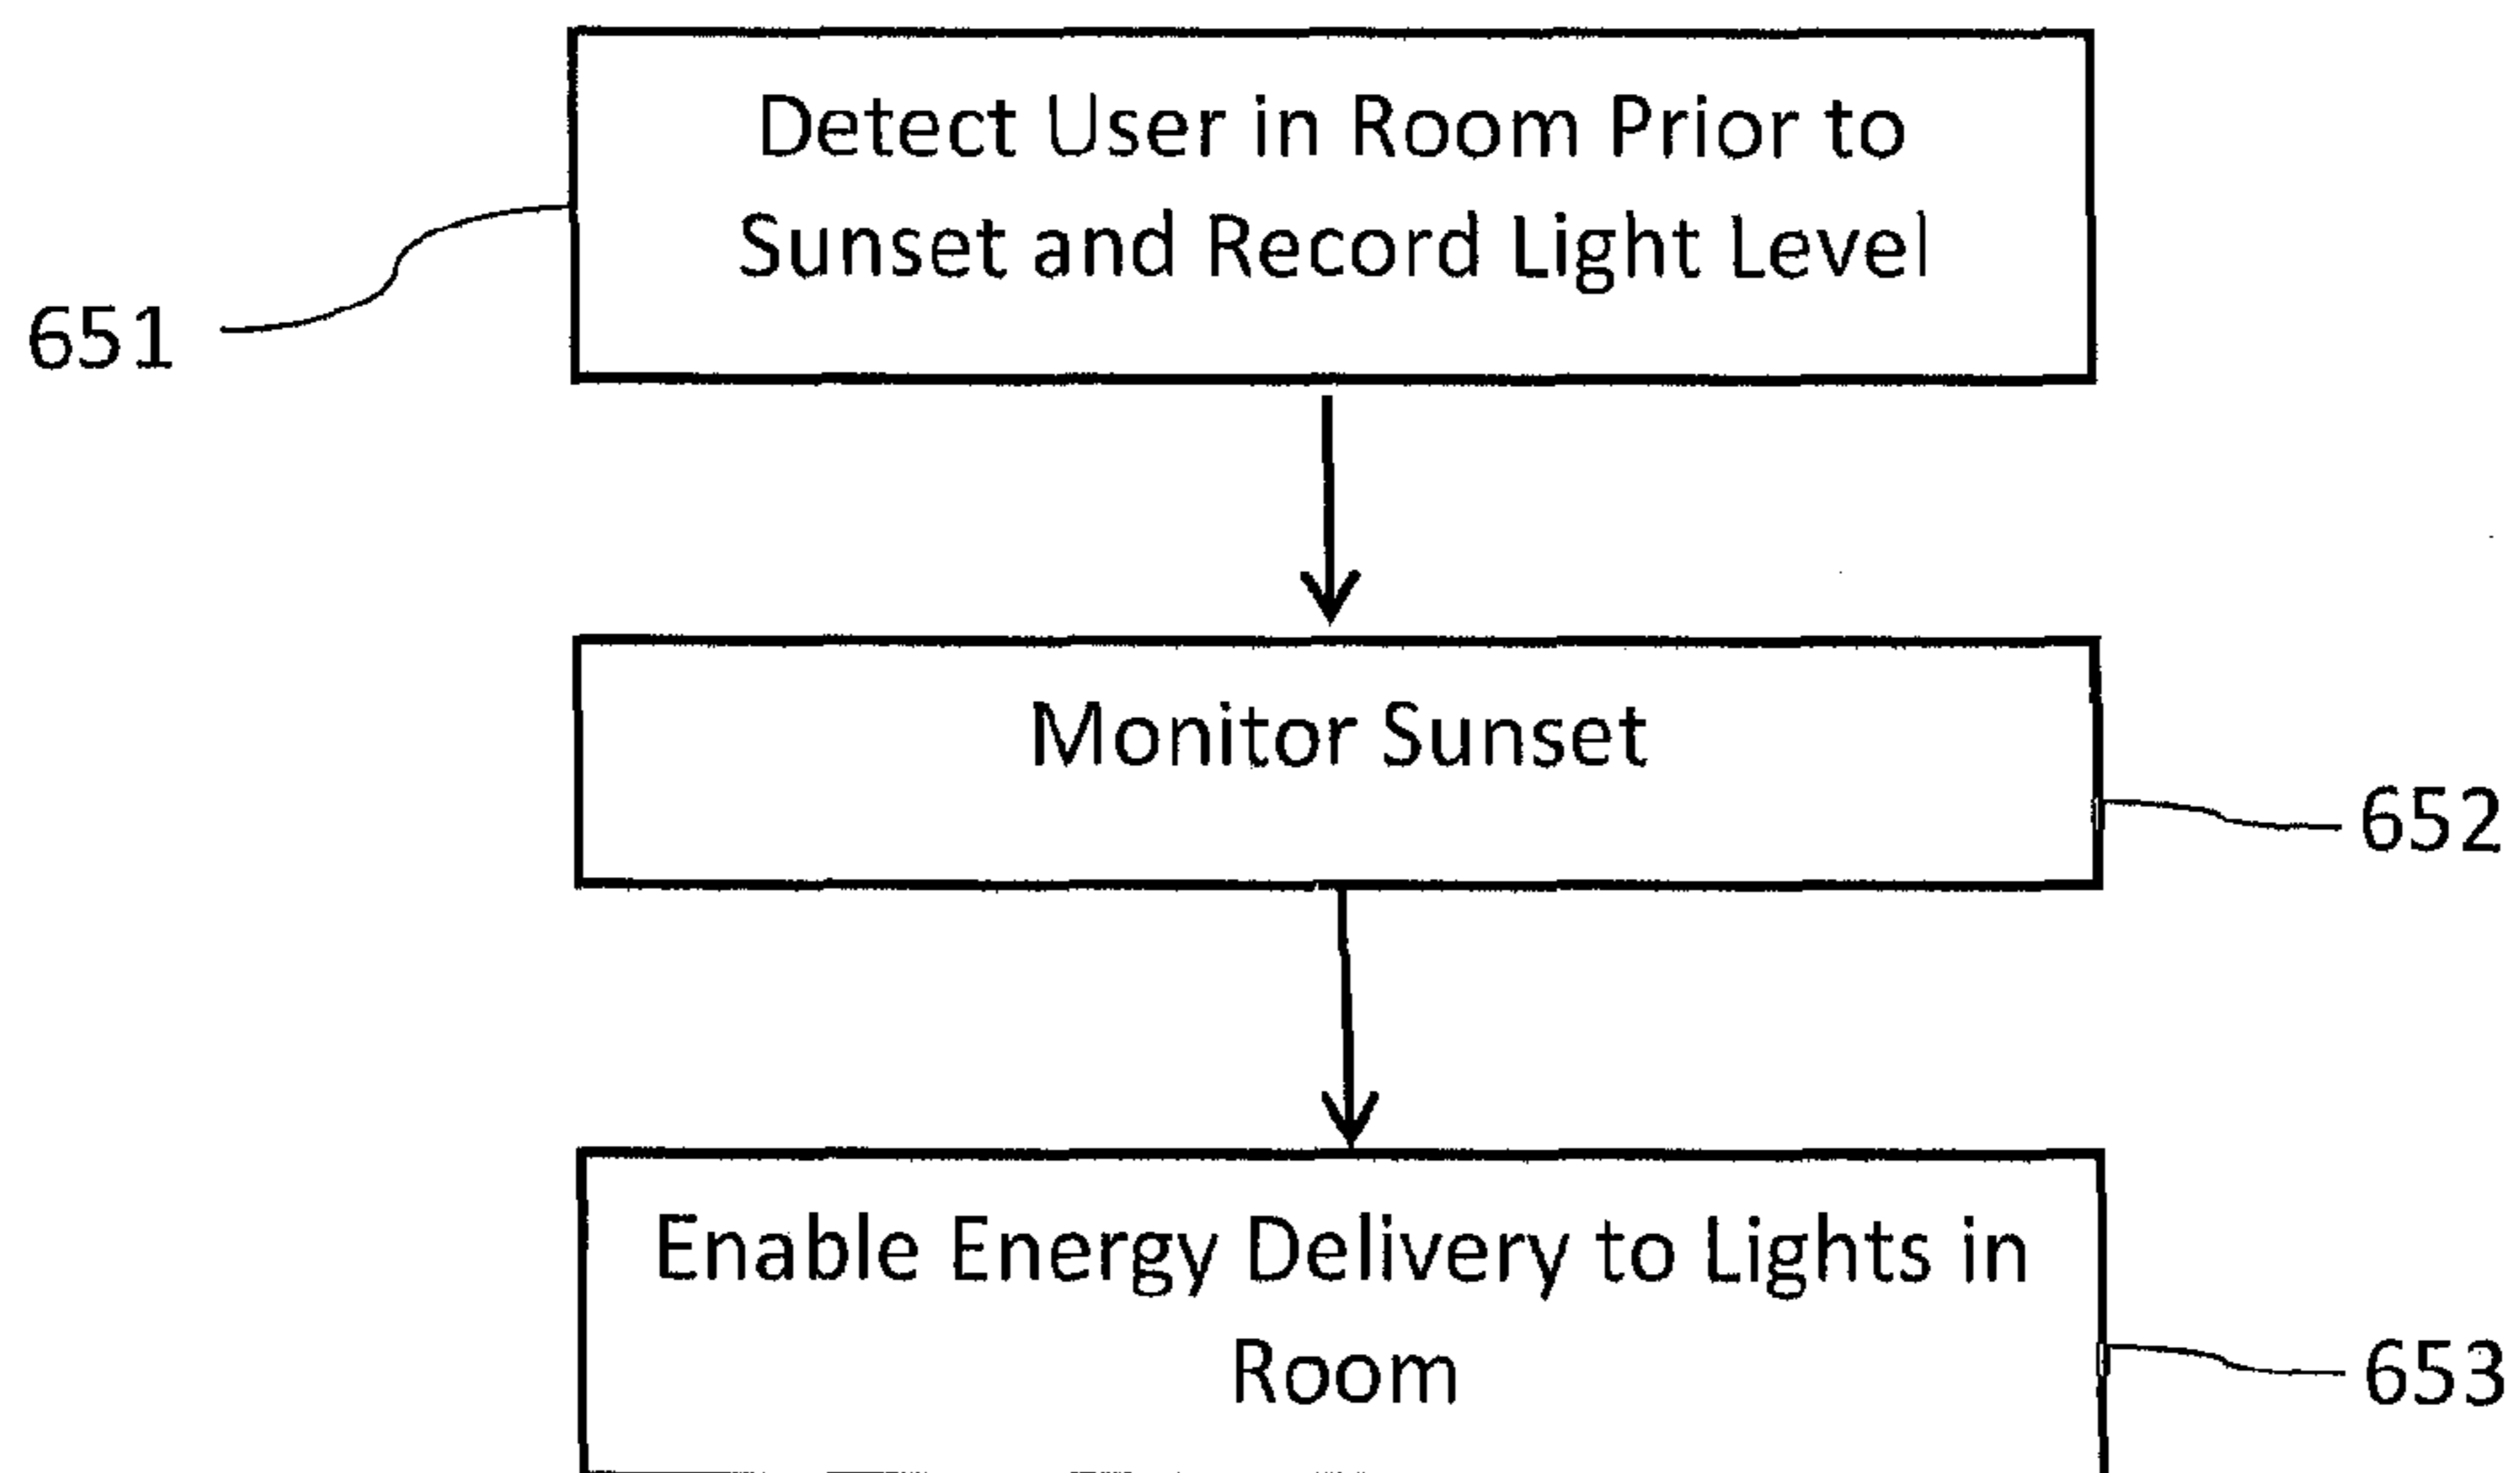 Detect User in Room Prior to
Sunset and Record Light Level
651
Monitor Sunset
652
Enable Energy Delivery to Lights in
Room
653